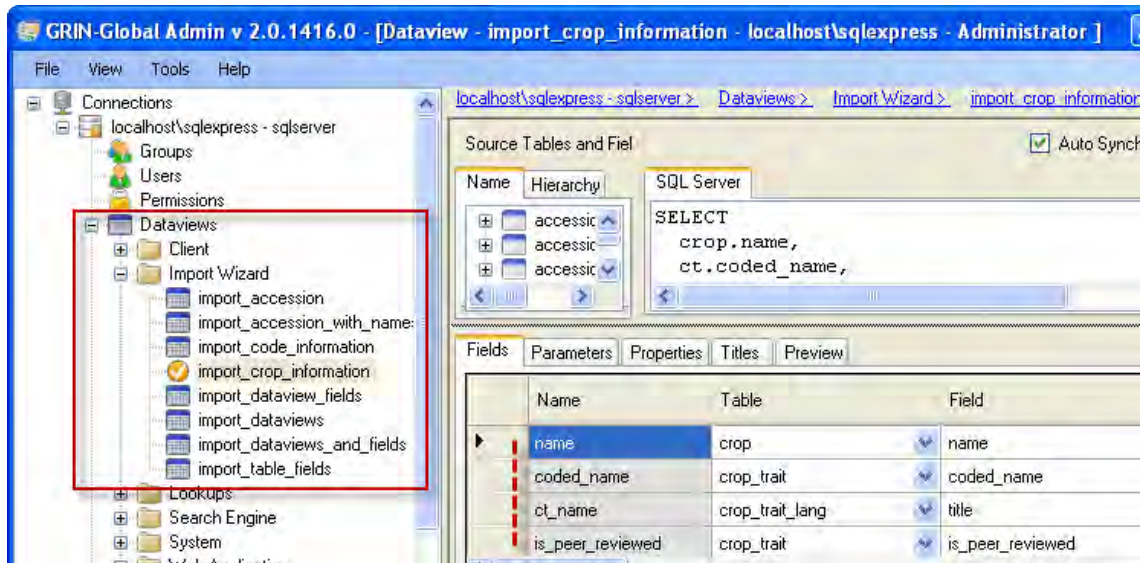 GRIN-Global Admin v 2.0.1416.0 - [Dataview - import_crop_information - localhost\sqlexpress - Administrator ]
File View Tools Help
Connections
localhost\sqlexpress - sqlserver
Groups
Users
Permissions
Dataviews
Client
Import Wizard
import_accession
import_accession_with_name
import_code_information
import_crop_information
import_dataview_fields
import_dataviews
import_dataviews_and_fields
import_table_fields
Lookups
Search Engine
System
localhost\sqlexpress - sqlserver > Dataviews > Import Wizard > import_crop_information
Source Tables and Fiel
Auto Synch
Name Hierarchy
SQL Server
accessic
accessic
accessic
SELECT
crop.name,
ct.coded_name,
Fields Parameters Properties Titles Preview
Name Table Field
name crop name
coded_name crop_trait coded_name
ct_name crop_trait_lang title
is_peer_reviewed crop_trait is_peer_reviewed